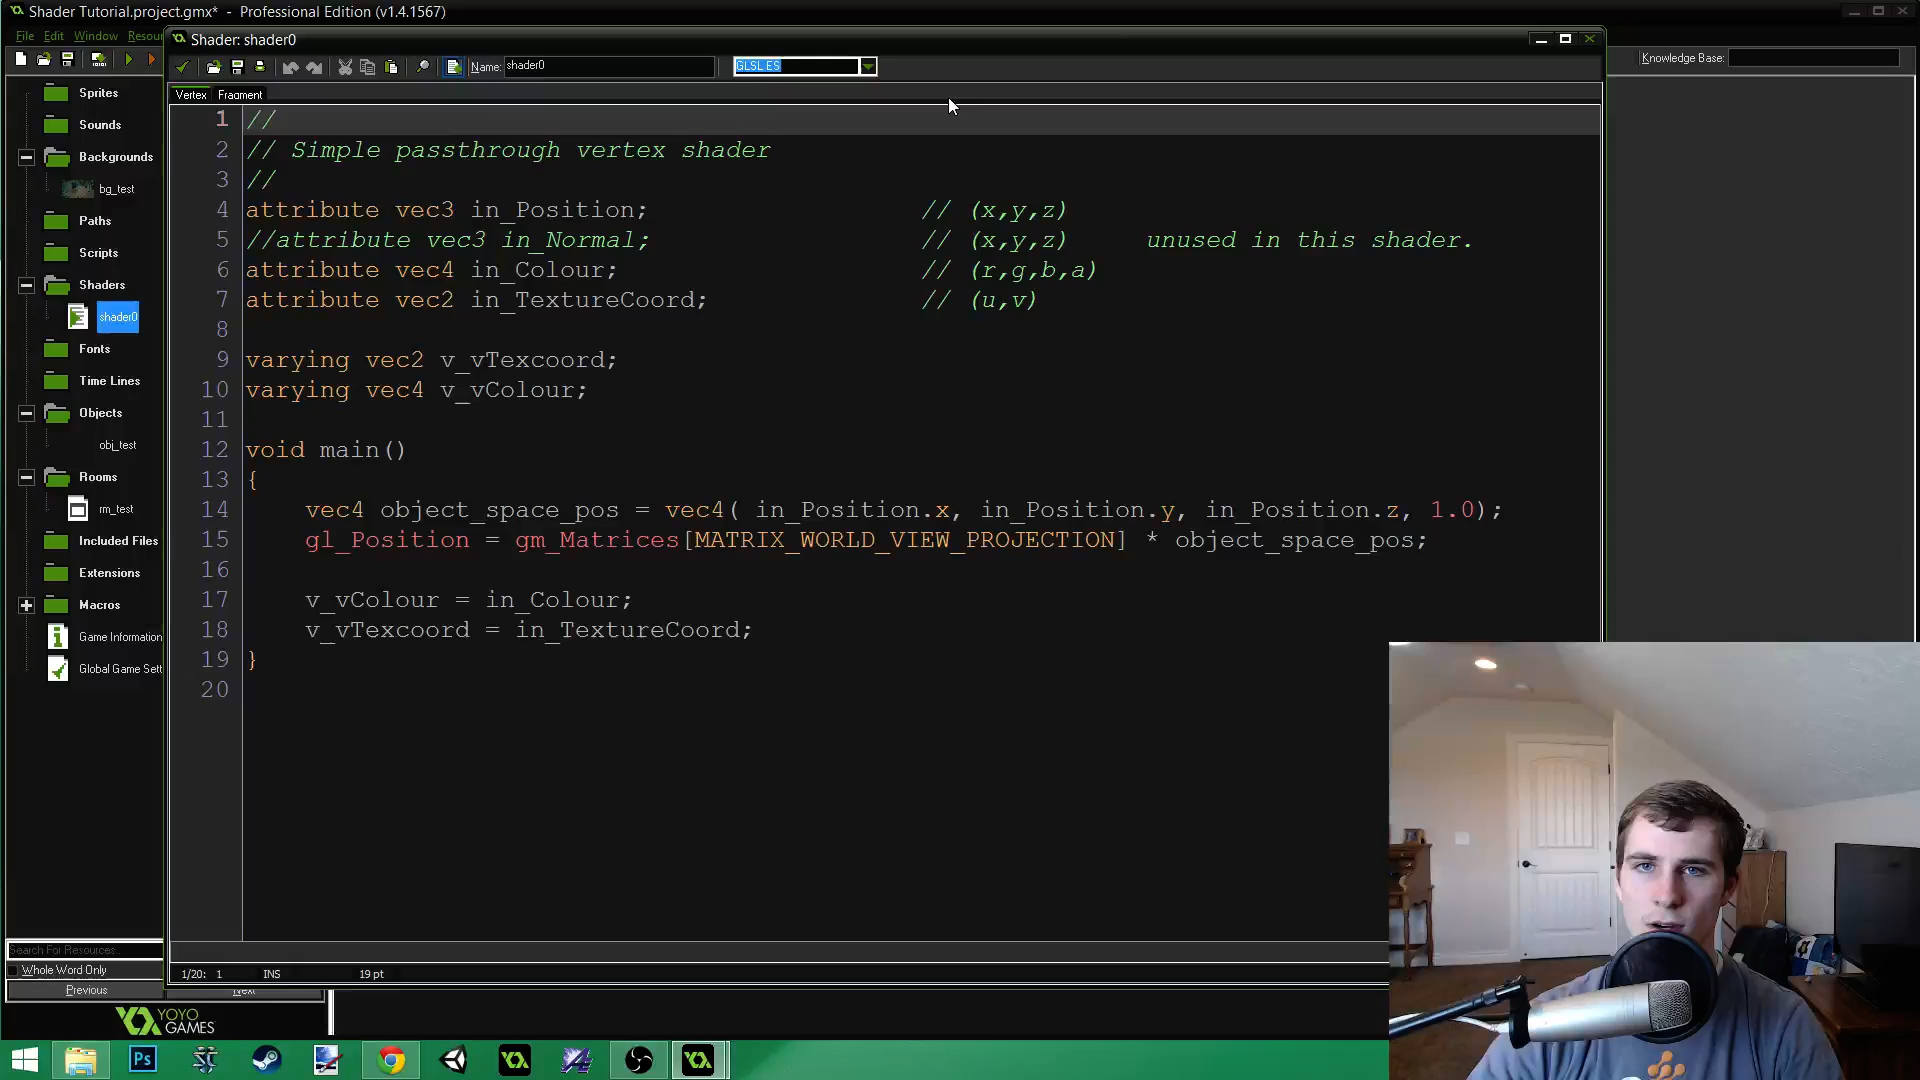 Shader Tutorial.project.gmx* - Professional Edition (v1.4.1567)
File Edit Window Resou
Shader: shader0
Name: shader0 GLSL ES
Knowledge Base:
Vertex Fragment
Sprites
Sounds
Backgrounds
bg_test
Paths
Scripts
Shaders
shader0
Fonts
Time Lines
Objects
obj_test
Rooms
rm_test
Included Files
Extensions
Macros
Game Information
Global Game Sett
1 //
2 // Simple passthrough vertex shader
3 //
4 attribute vec3 in_Position; // (x,y,z)
5 //attribute vec3 in_Normal; // (x,y,z) unused in this shader.
6 attribute vec4 in_Colour; // (r,g,b,a)
7 attribute vec2 in_TextureCoord; // (u,v)
8
9 varying vec2 v_vTexcoord;
10 varying vec4 v_vColour;
11
12 void main()
13 {
14 vec4 object_space_pos = vec4( in_Position.x, in_Position.y, in_Position.z, 1.0);
15 gl_Position = gm_Matrices[MATRIX_WORLD_VIEW_PROJECTION] * object_space_pos;
16
17 v_vColour = in_Colour;
18 v_vTexcoord = in_TextureCoord;
19 }
20
Search For Resources..
Whole Word Only
Previous Next
1/20: 1 INS 19 pt
YOYO
GAMES
Ps